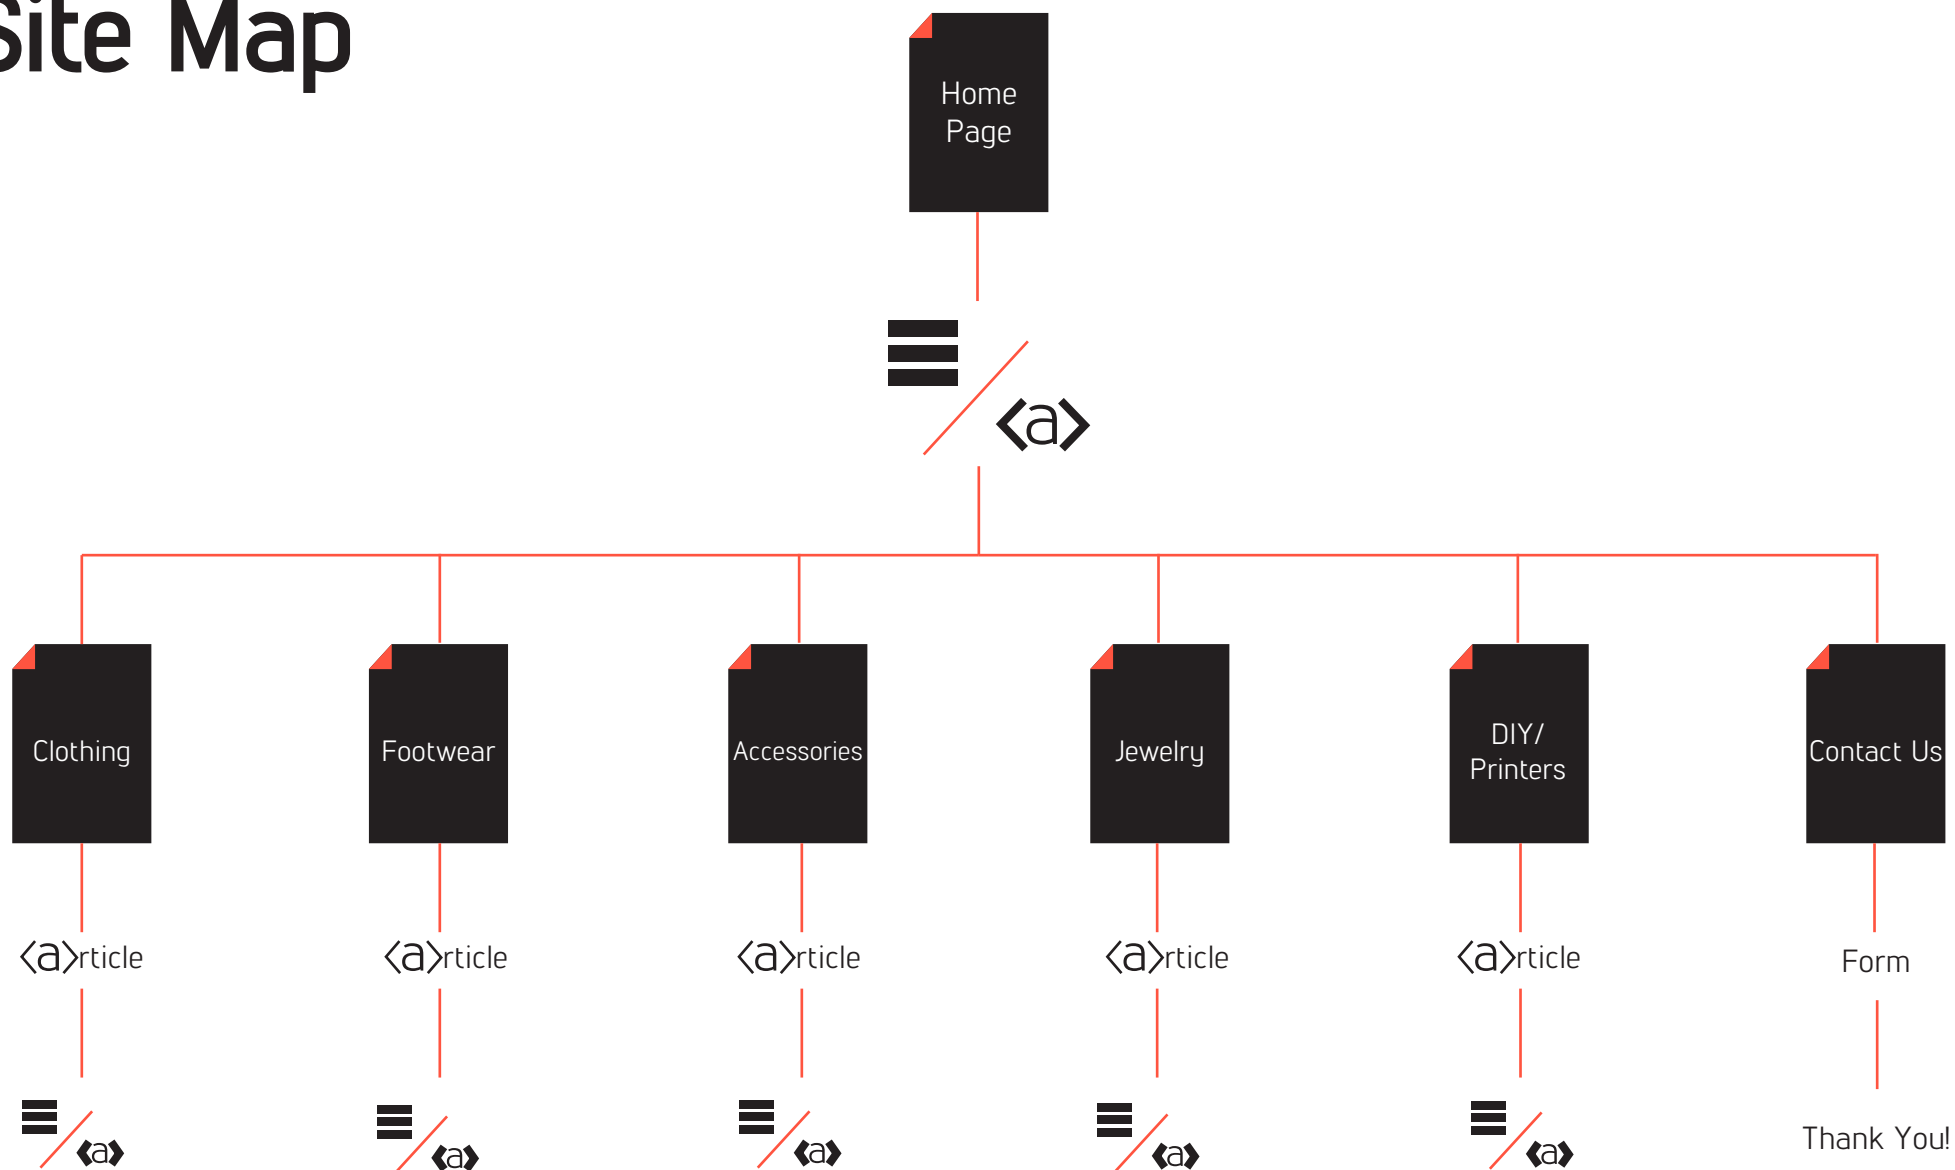 Site Map
Home
Page
<a>
Clothing
Footwear
Accessories
Jewelry
DIY/
Printers
Contact Us
<a>rticle
<a>rticle
<a>rticle
<a>rticle
<a>rticle
Form
<a>
<a>
<a>
<a>
<a>
Thank You!